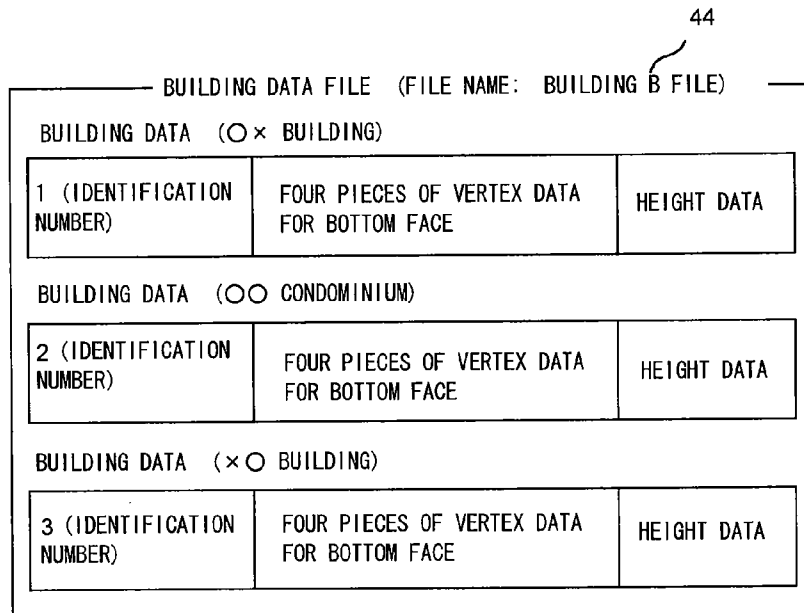 44
BUILDING DATA FILE (FILE NAME: BUILDING B FILE)
BUILDING DATA (○× BUILDING)
1 (IDENTIFICATION NUMBER)
FOUR PIECES OF VERTEX DATA
FOR BOTTOM FACE
HEIGHT DATA
BUILDING DATA (○○ CONDOMINIUM)
2 (IDENTIFICATION NUMBER)
FOUR PIECES OF VERTEX DATA
FOR BOTTOM FACE
HEIGHT DATA
BUILDING DATA (×○ BUILDING)
3 (IDENTIFICATION NUMBER)
FOUR PIECES OF VERTEX DATA
FOR BOTTOM FACE
HEIGHT DATA